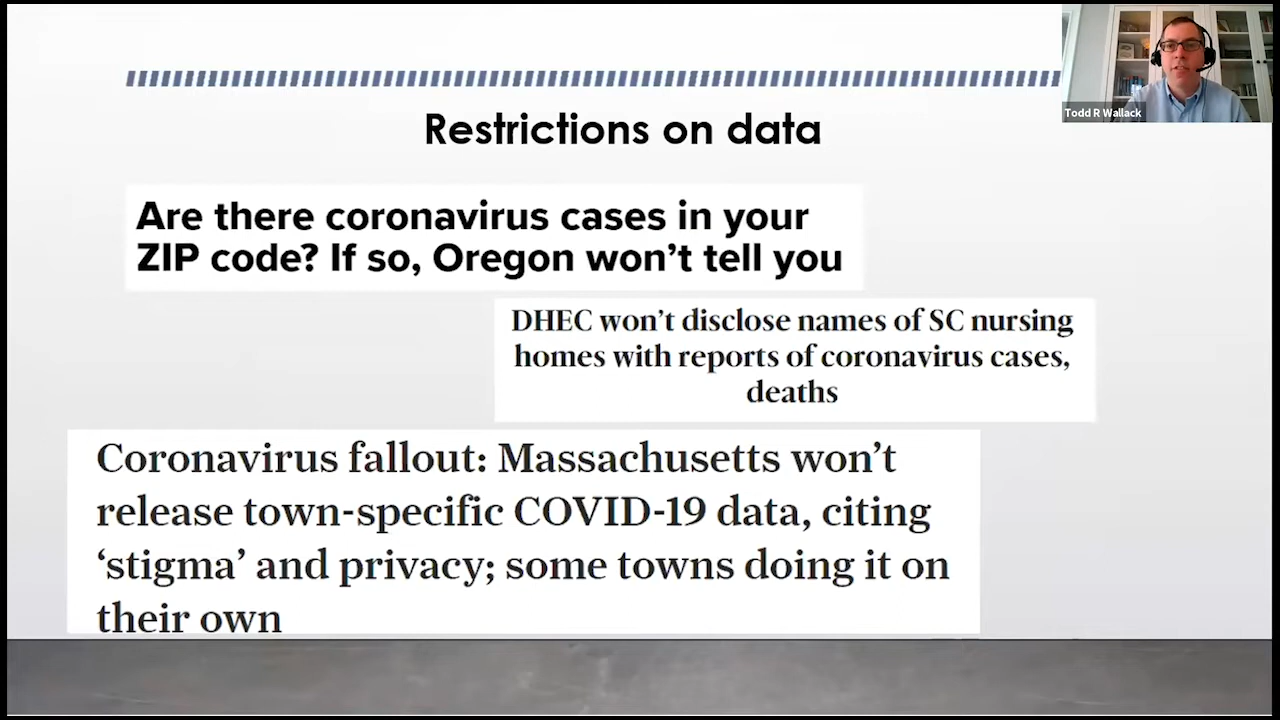 Todd R Wallack
Restrictions on data
Are there coronavirus cases in your
ZIP code? If so, Oregon won’t tell you
DHEC won’t disclose names of SC nursing
homes with reports of coronavirus cases,
deaths
Coronavirus fallout: Massachusetts won’t
release town-specific COVID-19 data, citing
‘stigma’ and privacy; some towns doing it on
their own